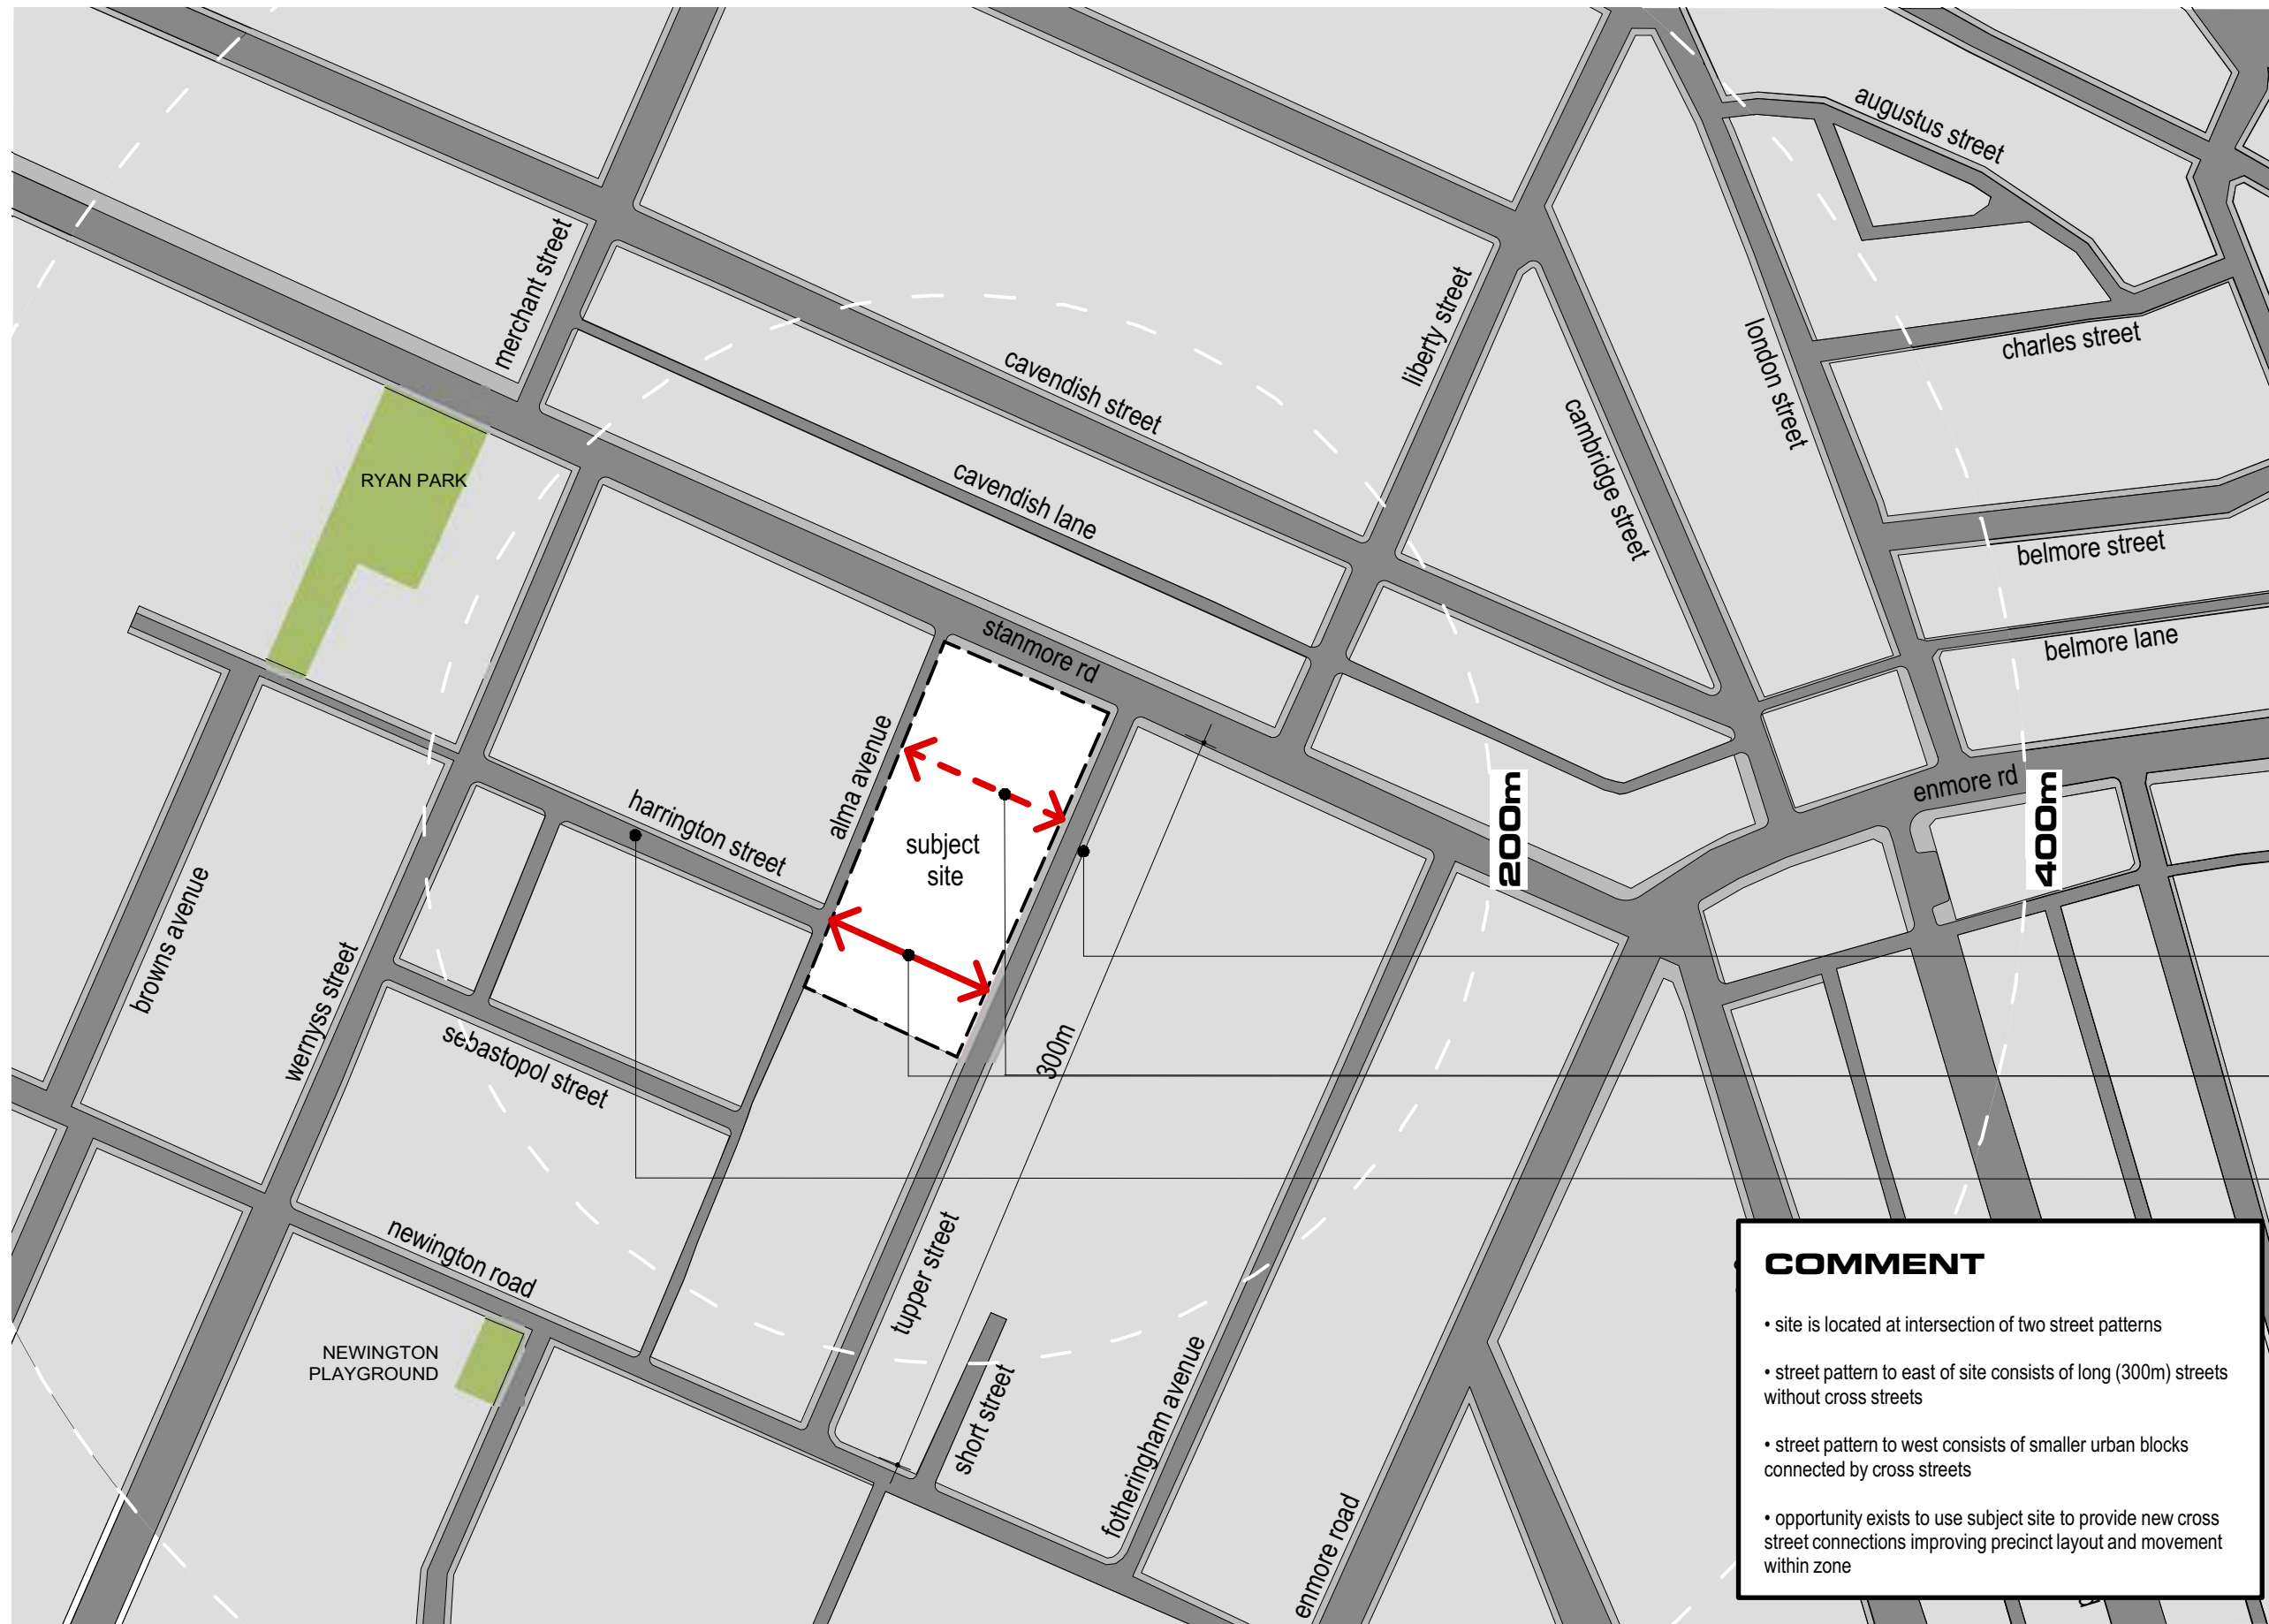 augustus street
merchant street
liberty street
london street
charles street
cavendish street
cambridge street
cavendish lane
RYAN PARK
belmore street
stanmore rd
belmore lane
alma avenue
enmore rd
harrington street
subject
site
200m
400m
browns avenue
wernyss street
sebastopol street
300m
newington road
tupper street
NEWINGTON
PLAYGROUND
short street
fotheringham avenue
enmore road
COMMENT
• site is located at intersection of two street patterns
• street pattern to east of site consists of long (300m) streets
without cross streets
• street pattern to west consists of smaller urban blocks
connected by cross streets
• opportunity exists to use subject site to provide new cross
street connections improving precinct layout and movement
within zone